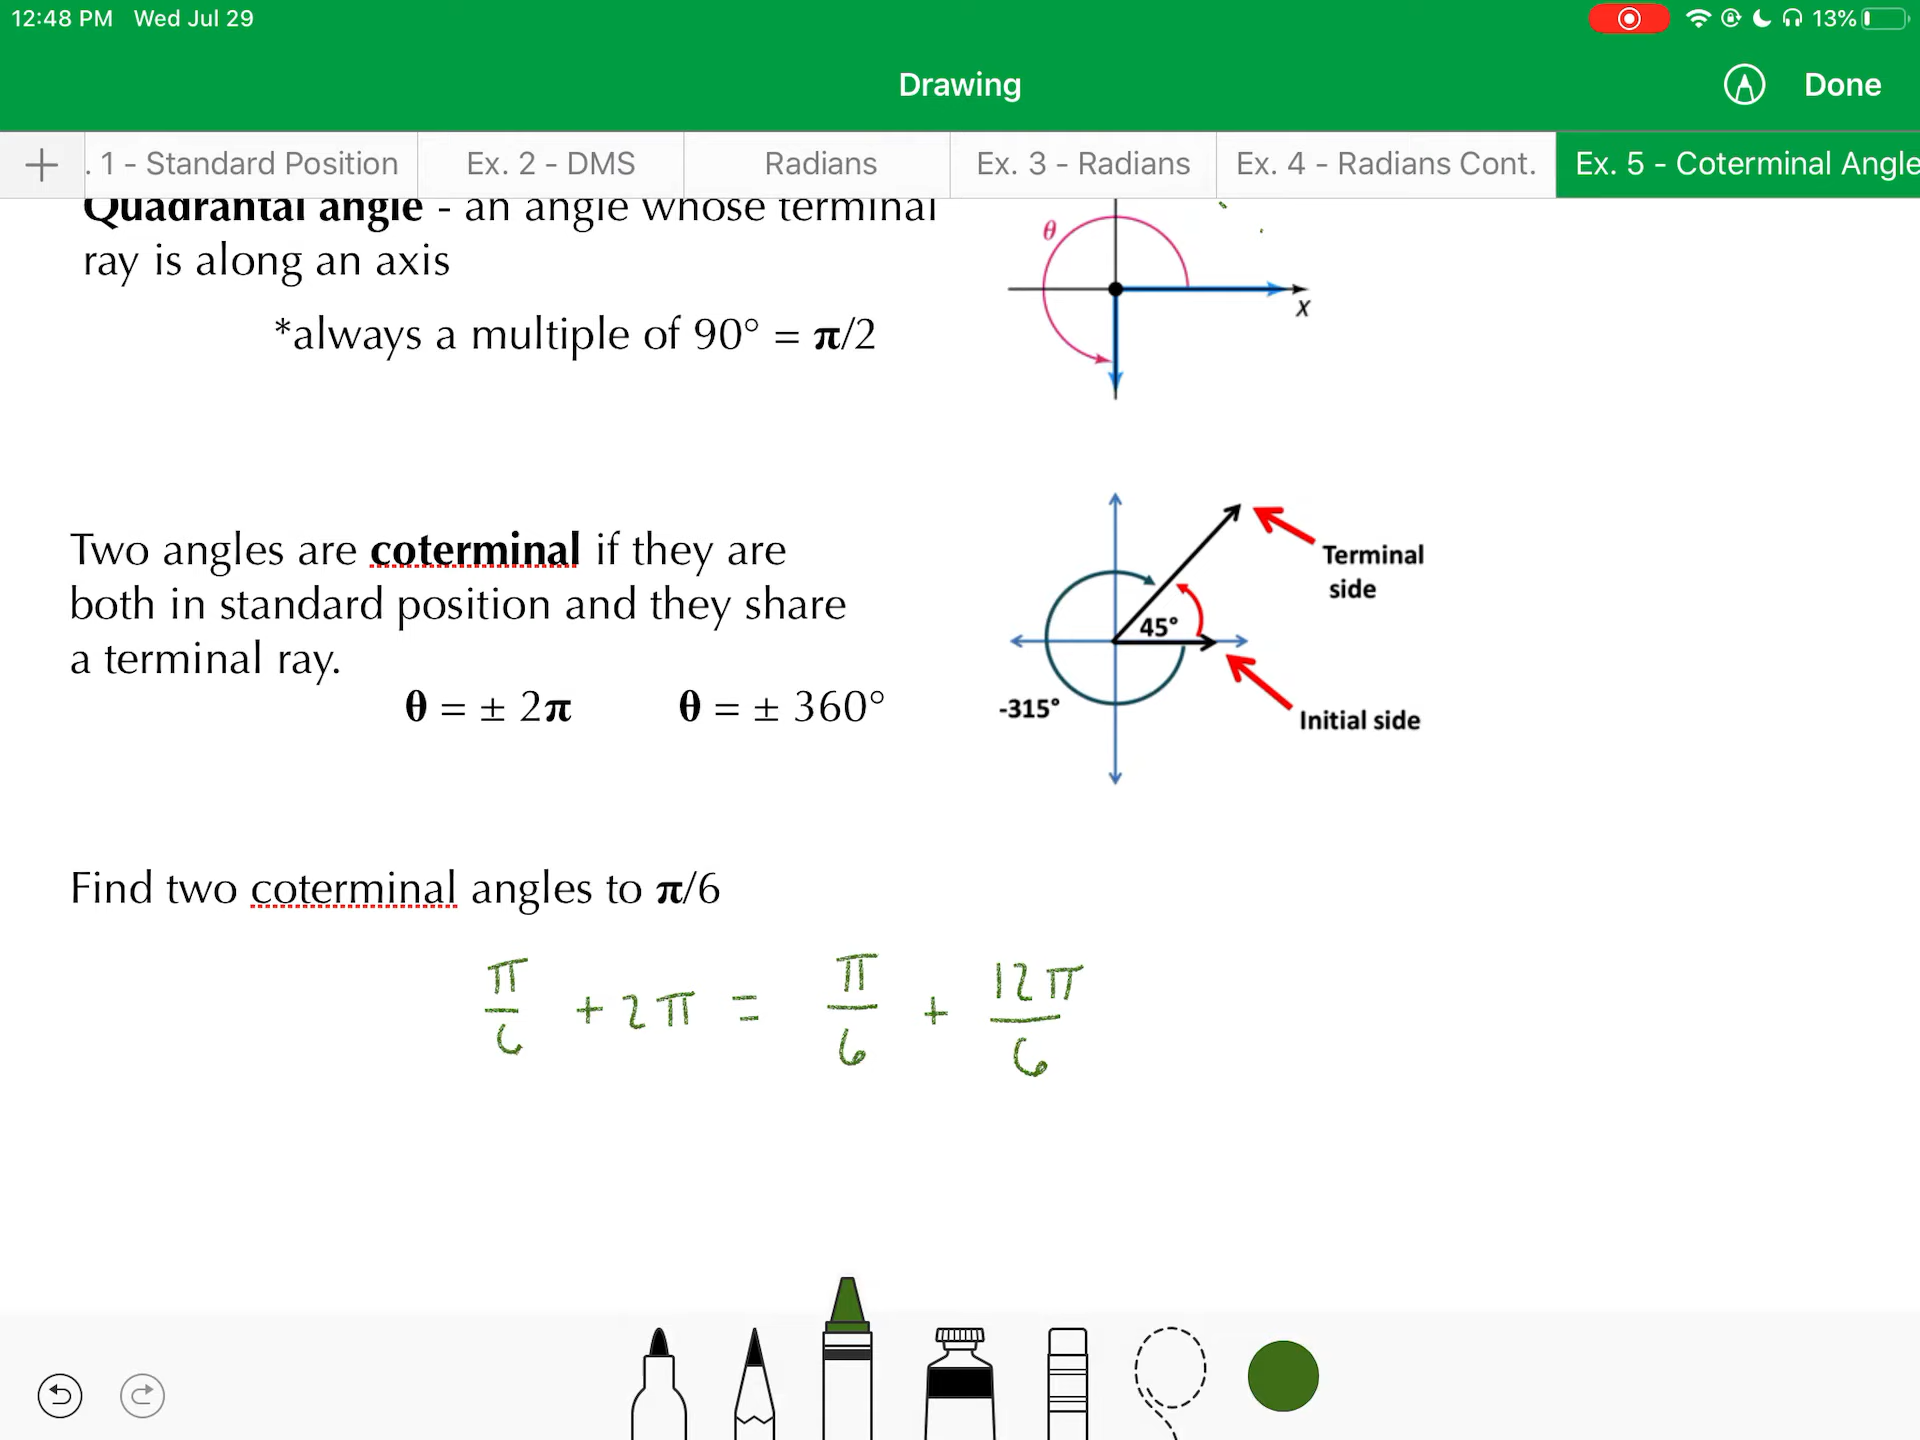 12:48 PM Wed Jul 29
13%
Drawing
Done
. 1 - Standard Position
Ex. 2 - DMS
Radians
Ex. 3 - Radians
Ex. 4 - Radians Cont.
Ex. 5 - Coterminal Angle
Quadrantal angle - an angle whose terminal
ray is along an axis
*always a multiple of 90° = π/2
θ
x
Two angles are coterminal if they are
both in standard position and they share
a terminal ray.
θ = ± 2π θ = ± 360°
Terminal
side
45°
-315°
Initial side
Find two coterminal angles to π/6
π/6 + 2π = π/6 + 12π/6